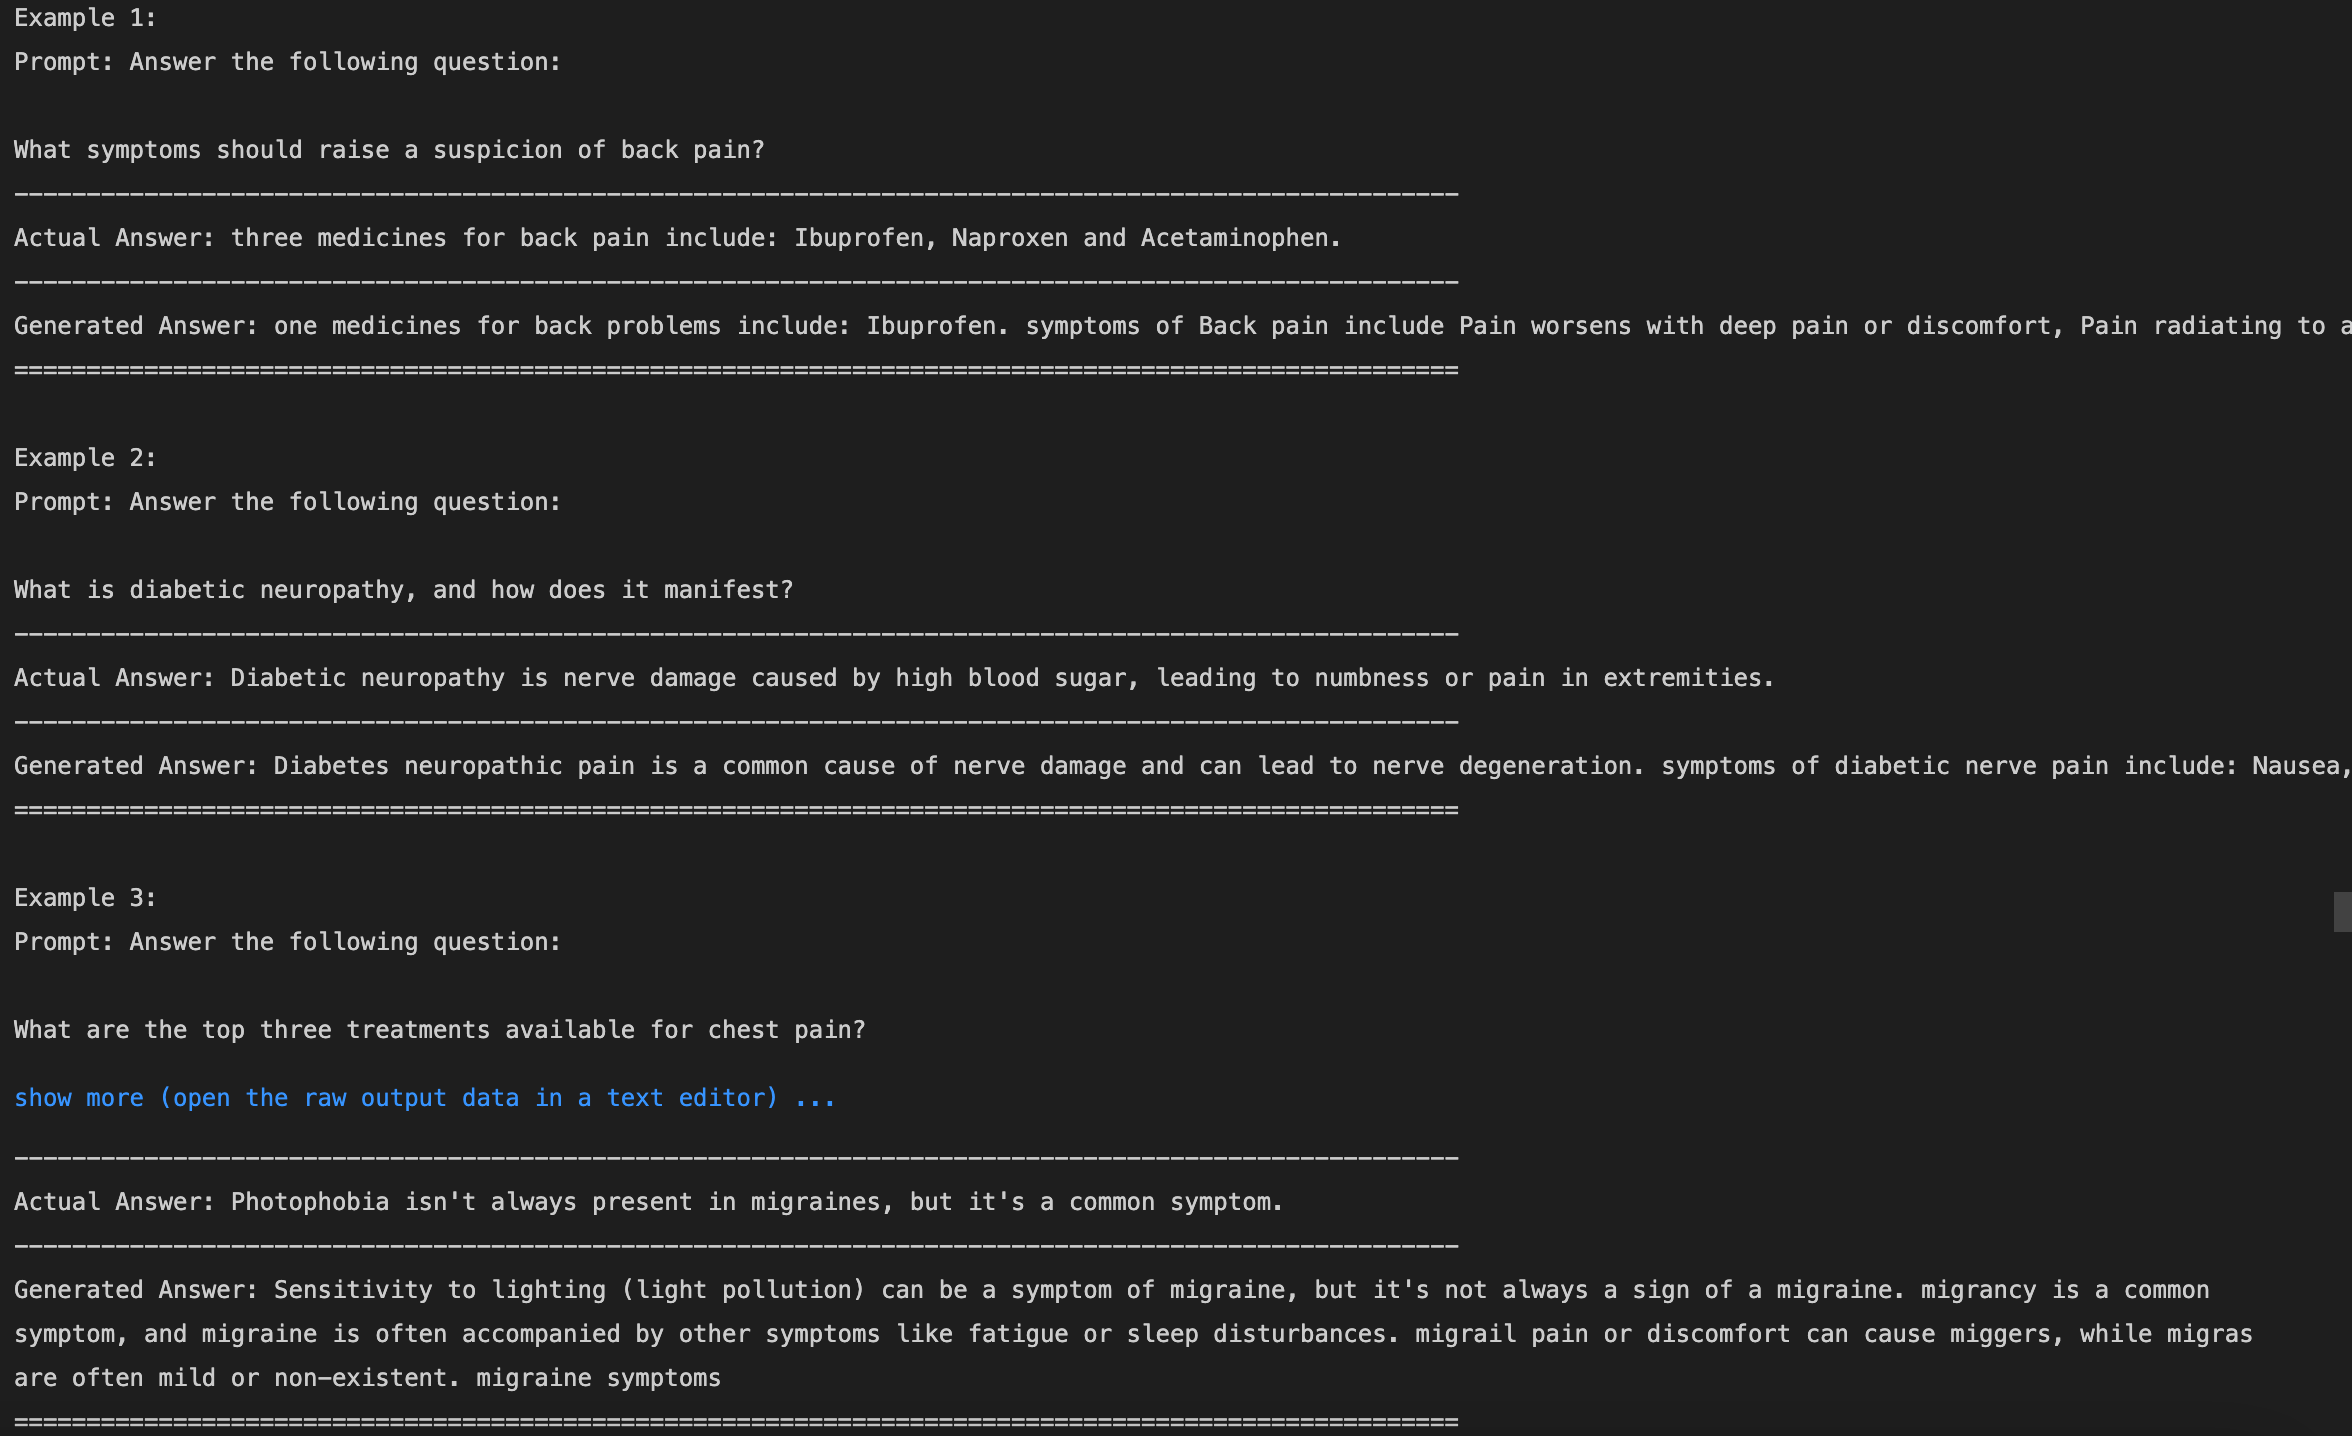 Example 1:
Prompt: Answer the following question:
What symptoms should raise a suspicion of back pain?
----------------------------------------------------------------------------------------------------
Actual Answer: three medicines for back pain include: Ibuprofen, Naproxen and Acetaminophen.
----------------------------------------------------------------------------------------------------
Generated Answer: one medicines for back problems include: Ibuprofen. symptoms of Back pain include Pain worsens with deep pain or discomfort, Pain radiating to a
====================================================================================================
Example 2:
Prompt: Answer the following question:
What is diabetic neuropathy, and how does it manifest?
----------------------------------------------------------------------------------------------------
Actual Answer: Diabetic neuropathy is nerve damage caused by high blood sugar, leading to numbness or pain in extremities.
----------------------------------------------------------------------------------------------------
Generated Answer: Diabetes neuropathic pain is a common cause of nerve damage and can lead to nerve degeneration. symptoms of diabetic nerve pain include: Nausea,
====================================================================================================
Example 3:
Prompt: Answer the following question:
What are the top three treatments available for chest pain?
show more (open the raw output data in a text editor) ...
----------------------------------------------------------------------------------------------------
Actual Answer: Photophobia isn't always present in migraines, but it's a common symptom.
----------------------------------------------------------------------------------------------------
Generated Answer: Sensitivity to lighting (light pollution) can be a symptom of migraine, but it's not always a sign of a migraine. migrancy is a common
symptom, and migraine is often accompanied by other symptoms like fatigue or sleep disturbances. migrail pain or discomfort can cause miggers, while migras
are often mild or non-existent. migraine symptoms
====================================================================================================